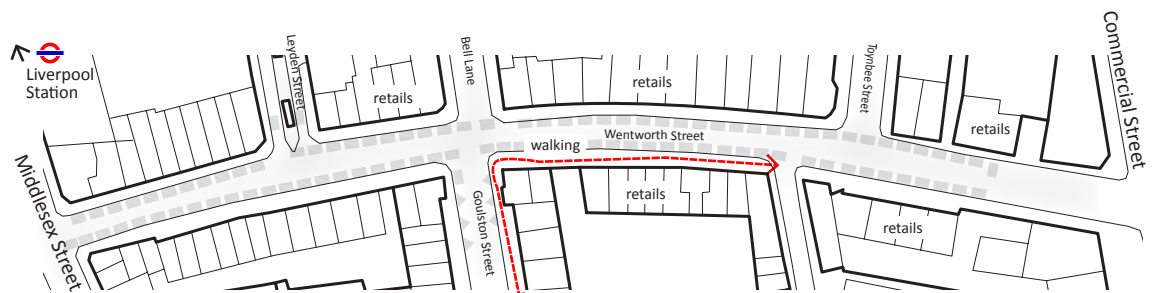 Liverpool
Station
Leyden Street
Bell Lane
Toynbee Street
Commercial Street
retails
retails
retails
Wentworth Street
walking
Middlesex Street
Goulston Street
retails
retails